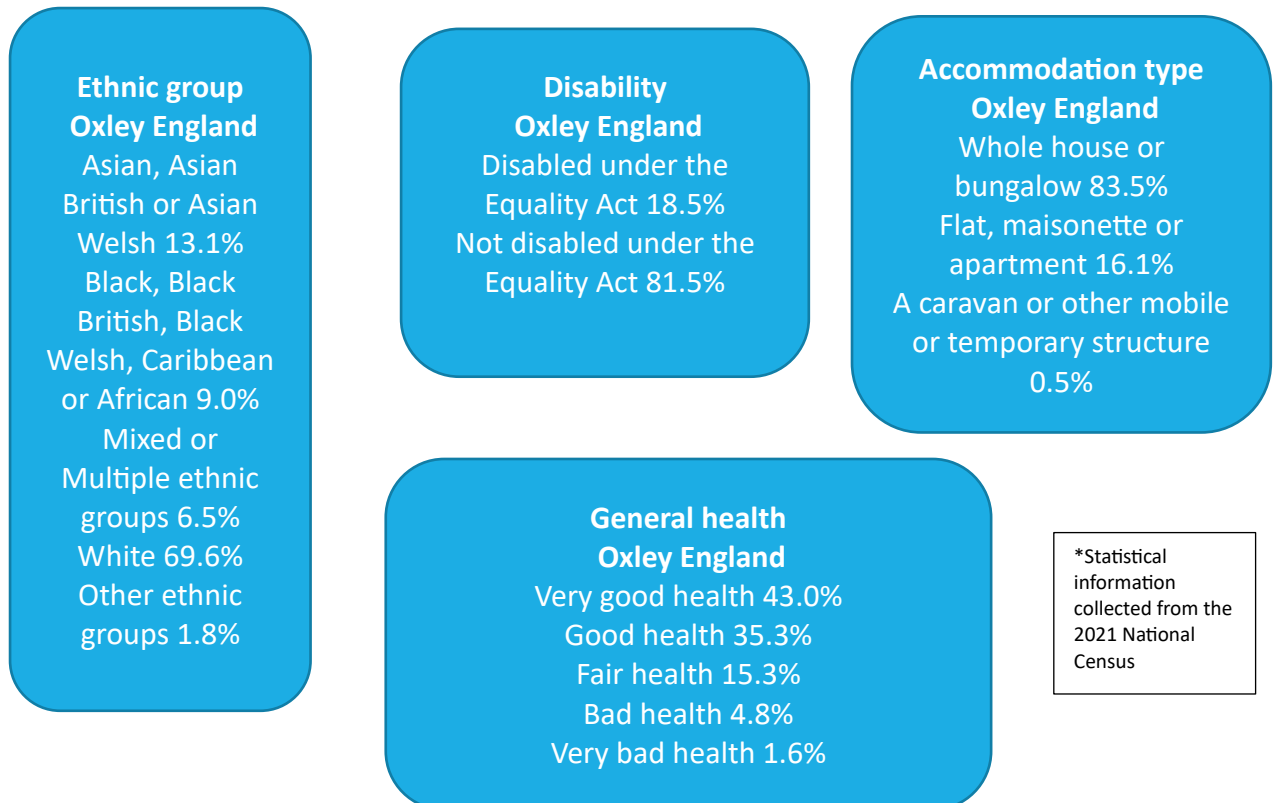 Ethnic group
Oxley England
Asian, Asian
British or Asian
Welsh 13.1%
Black, Black
British, Black
Welsh, Caribbean
or African 9.0%
Mixed or
Multiple ethnic
groups 6.5%
White 69.6%
Other ethnic
groups 1.8%
Disability
Oxley England
Disabled under the
Equality Act 18.5%
Not disabled under the
Equality Act 81.5%
Accommodation type
Oxley England
Whole house or
bungalow 83.5%
Flat, maisonette or
apartment 16.1%
A caravan or other mobile
or temporary structure
0.5%
General health
Oxley England
Very good health 43.0%
Good health 35.3%
Fair health 15.3%
Bad health 4.8%
Very bad health 1.6%
*Statistical
information
collected from the
2021 National
Census